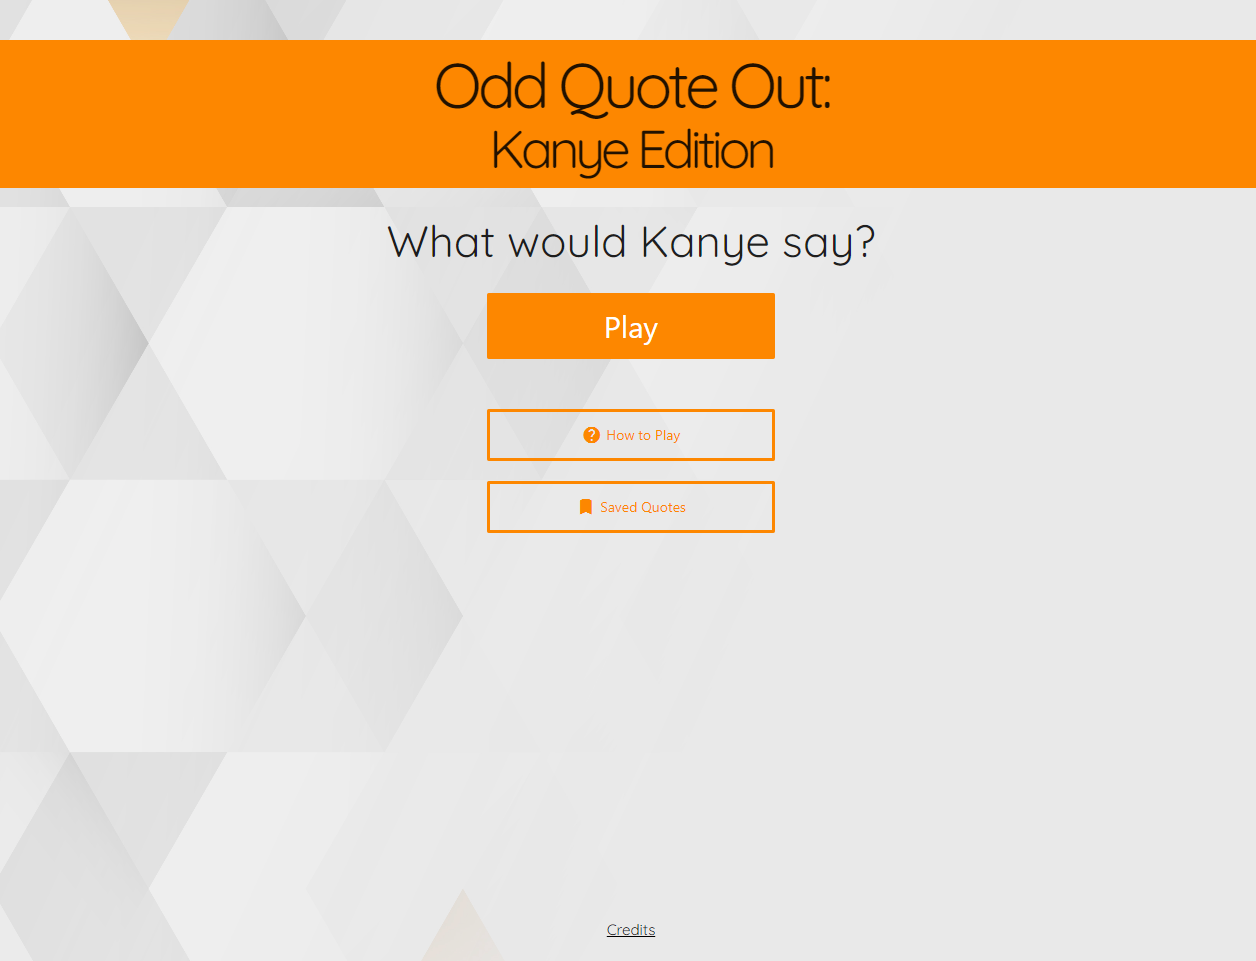 Odd Quote Out:
Kanye Edition
What would Kanye say?
Play
How to Play
Saved Quotes
Credits